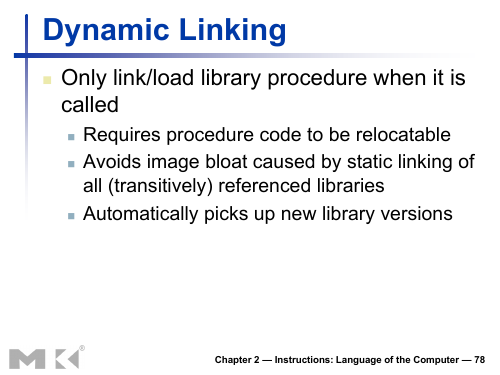 Dynamic Linking
Only link/load library procedure when it is
called
Requires procedure code to be relocatable
Avoids image bloat caused by static linking of
all (transitively) referenced libraries
Automatically picks up new library versions
MK®
Chapter 2 — Instructions: Language of the Computer — 78